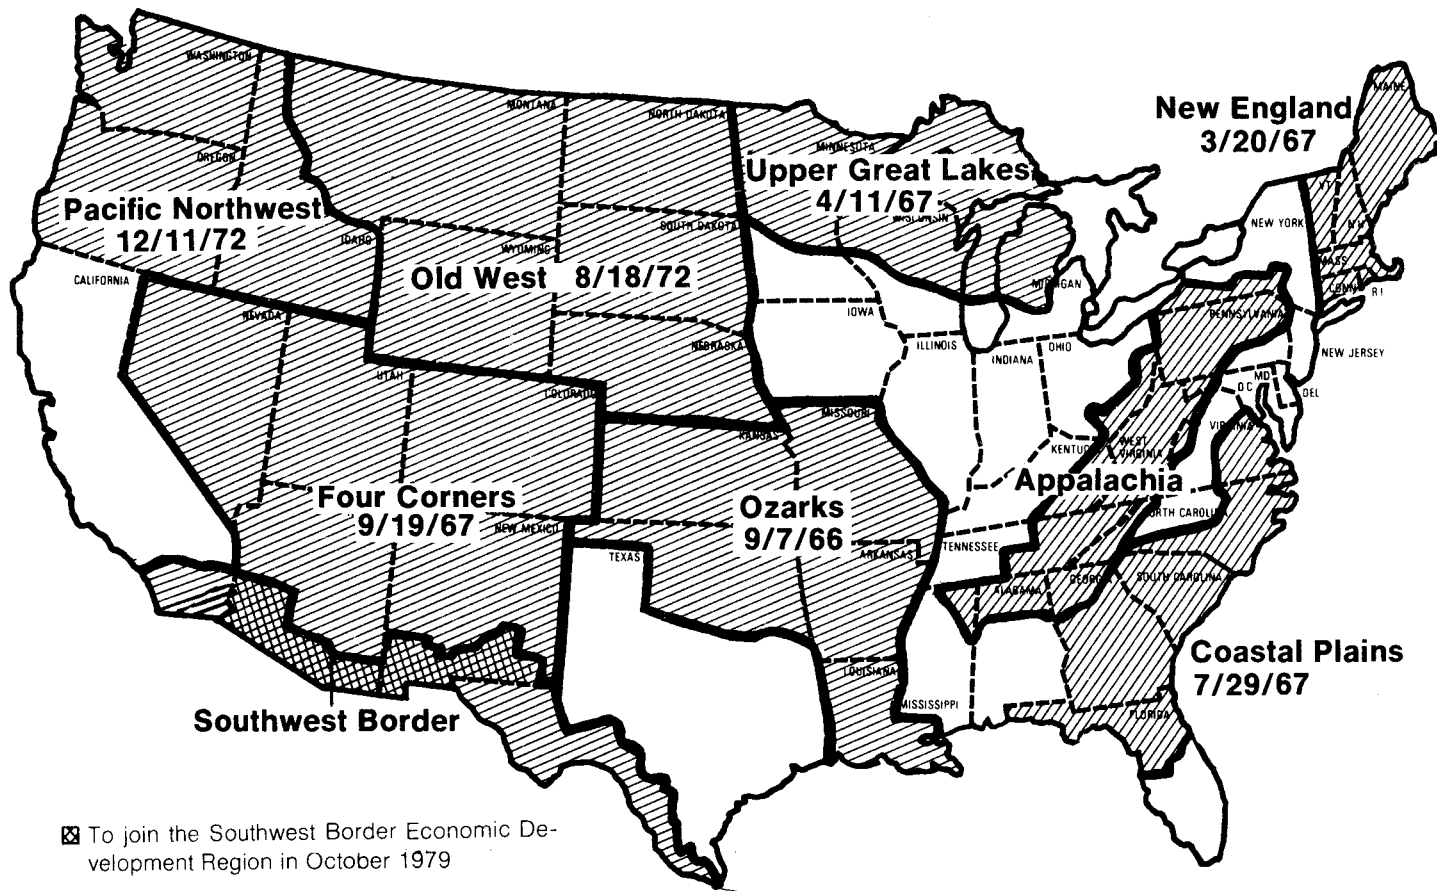 WASHINGTON
MONTANA
NORTH DAKOTA
MINNESOTA
MAINE
New England
3/20/67
OREGON
Upper Great Lakes
4/11/67
WISCONSIN
VT
N H
NEW YORK
Pacific Northwest
12/11/72
IDAHO
WYOMING
SOUTH DAKOTA
MASS
CONN
R I
CALIFORNIA
Old West 8/18/72
MICHIGAN
NEVADA
IOWA
PENNSYLVANIA
NEBRASKA
ILLINOIS
INDIANA
OHIO
NEW JERSEY
UTAH
COLORADO
MD
D C
DEL
MISSOURI
KANSAS
KENTUC
WEST
VIRGINIA
VIRGINIA
Four Corners
9/19/67
Ozarks
9/7/66
Appalachia
NEW MEXICO
TEXAS
ARKANSAS
TENNESSEE
ORTH CAROLINA
ALABAMA
GEORGIA
SOUTH CAROLINA
LOUISIANA
MISSISSIPPI
FLORIDA
Coastal Plains
7/29/67
Southwest Border
To join the Southwest Border Economic De-
velopment Region in October 1979